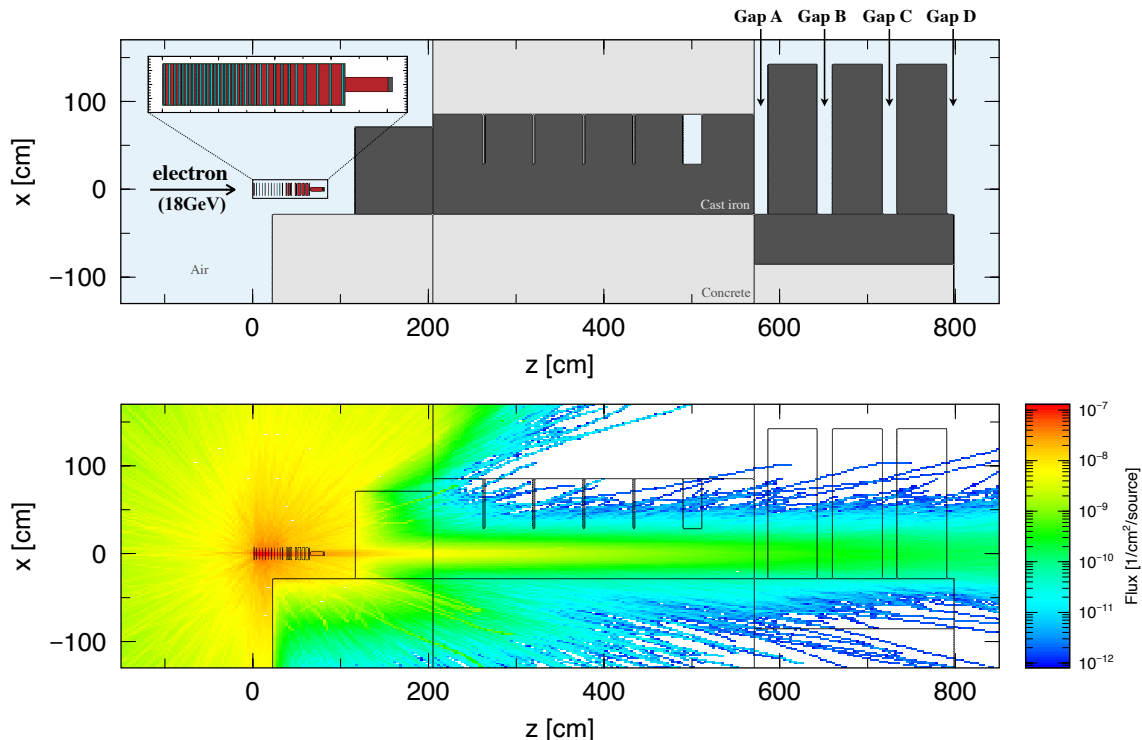 Gap A Gap B Gap C Gap D
100
0
−100
x [cm]
electron
(18GeV)
Air
Cast iron
Concrete
0 200 400 600 800
z [cm]
100
0
−100
x [cm]
0 200 400 600 800
z [cm]
10⁻⁷
10⁻⁸
10⁻⁹
10⁻¹⁰
10⁻¹¹
10⁻¹²
Flux [1/cm²/source]